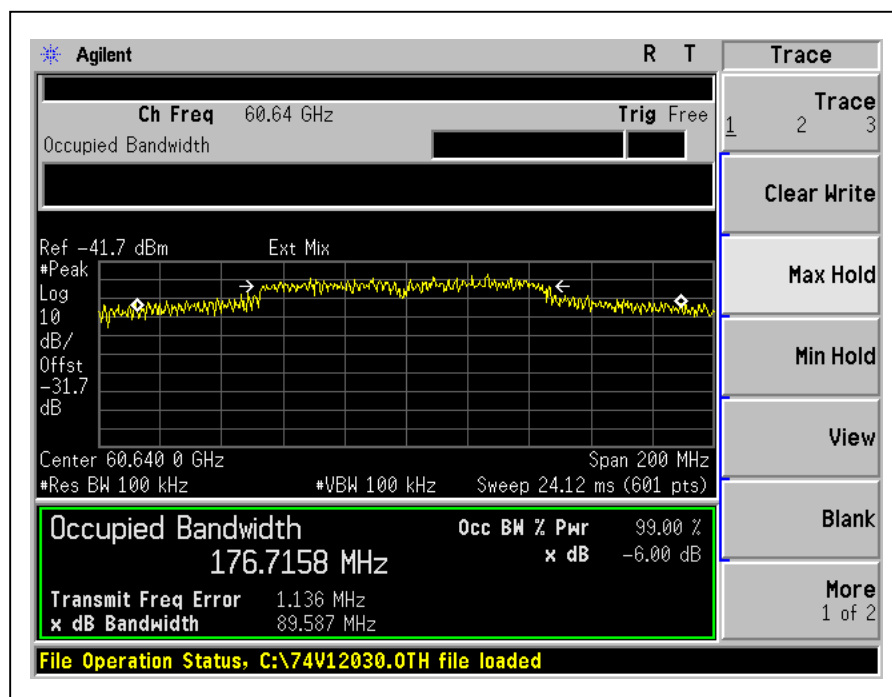 Agilent R T Trace
Ch Freq 60.64 GHz Trig Free
Occupied Bandwidth
Trace
1 2 3
Clear Write
Max Hold
Min Hold
View
Blank
More
1 of 2
Ref -41.7 dBm Ext Mix
#Peak
Log
10
dB/
Offst
-31.7
dB
Center 60.640 0 GHz Span 200 MHz
#Res BW 100 kHz #VBW 100 kHz Sweep 24.12 ms (601 pts)
Occupied Bandwidth Occ BW % Pwr 99.00 %
176.7158 MHz x dB -6.00 dB
Transmit Freq Error 1.136 MHz
x dB Bandwidth 89.587 MHz
File Operation Status, C:\74V12030.OTH file loaded